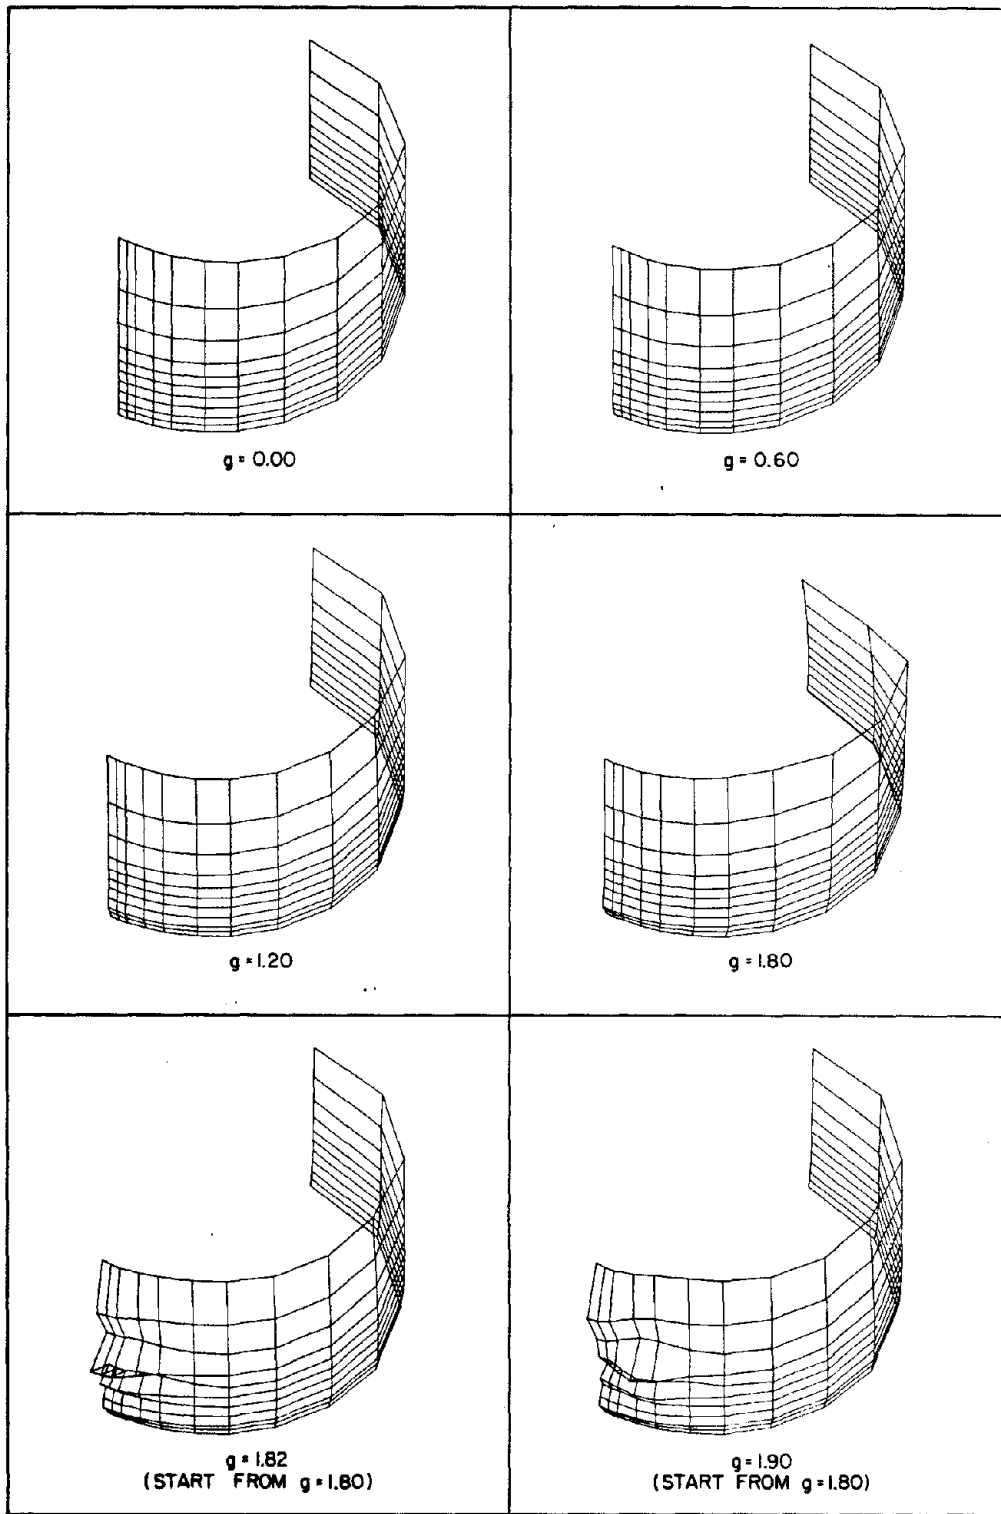 g = 0.00
g = 0.60
g = 1.20
g = 1.80
g = 1.82
(START FROM g = 1.80)
g = 1.90
(START FROM g = 1.80)